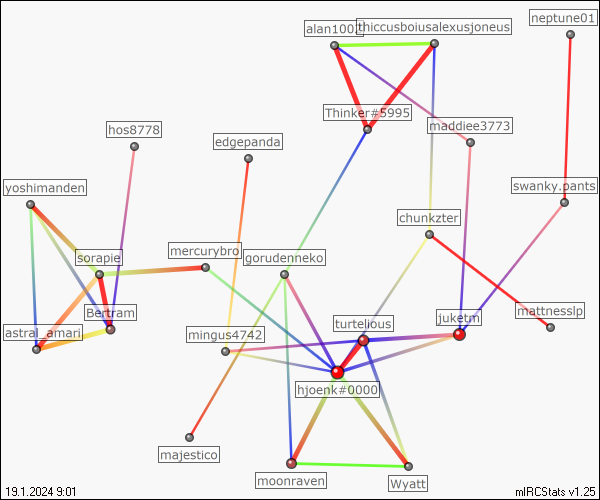 neptune01
alan100
thiccusboiusalexusjoneus
Thinker#5995
maddiee3773
hos8778
edgepanda
yoshimanden
swanky.pants
chunkzter
sorapie
mercurybro
gorudenneko
Bertram
astral_amari
mingus4742
turtelious
juketm
mattnesslp
hjoenk#0000
majestico
moonraven
Wyatt
19.1.2024 9:01
mIRCStats v1.25